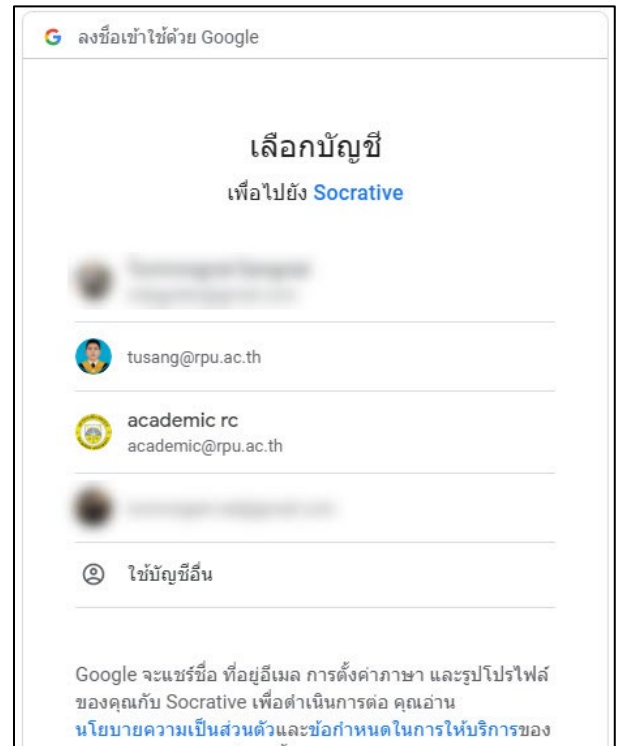 ลงชื่อเข้าใช้ด้วย Google
เลือกบัญชี
เพื่อไปยัง Socrative
tusang@rpu.ac.th
academic rc
academic@rpu.ac.th
ใช้บัญชีอื่น
Google จะแชร์ชื่อ ที่อยู่อีเมล การตั้งค่าภาษา และรูปโปรไฟล์
ของคุณกับ Socrative เพื่อดำเนินการต่อ คุณอ่าน
นโยบายความเป็นส่วนตัวและข้อกำหนดในการให้บริการของ